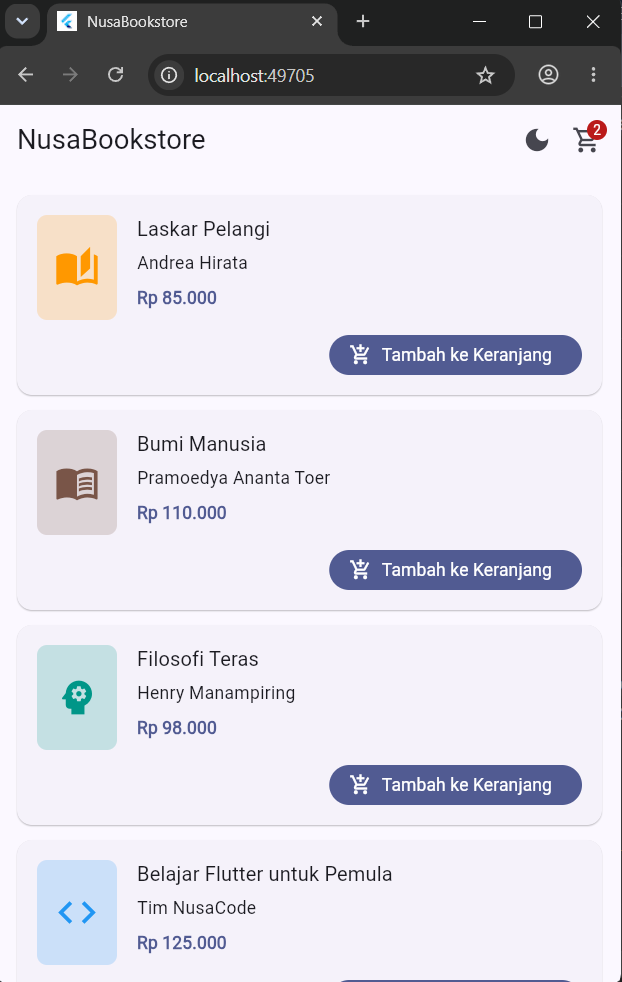 NusaBookstore
localhost:49705
NusaBookstore
2
Laskar Pelangi
Andrea Hirata
Rp 85.000
Tambah ke Keranjang
Bumi Manusia
Pramoedya Ananta Toer
Rp 110.000
Tambah ke Keranjang
Filosofi Teras
Henry Manampiring
Rp 98.000
Tambah ke Keranjang
Belajar Flutter untuk Pemula
Tim NusaCode
Rp 125.000